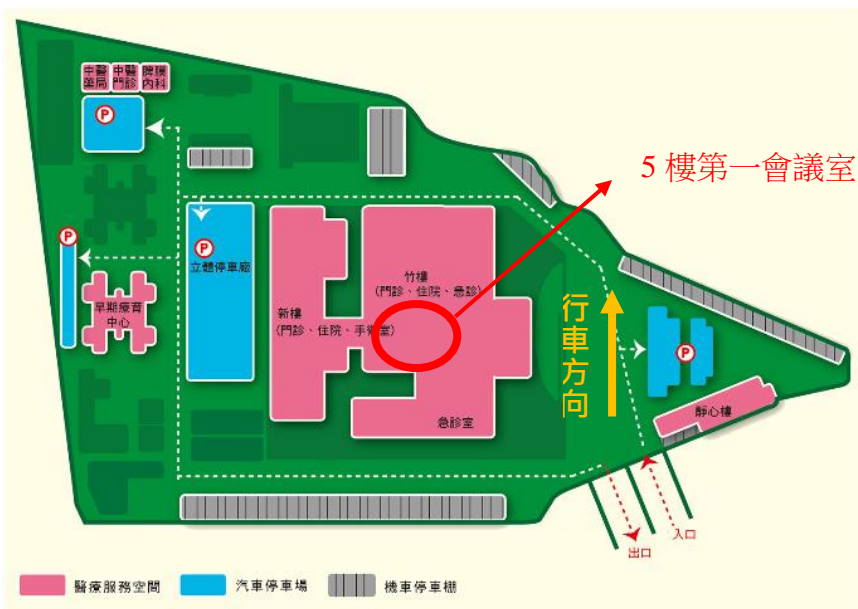 中醫藥局
中醫門診
脾胰內科
P
5 樓第一會議室
P
P
立體停車廠
竹樓
(門診、住院、急診)
早期療育
中心
新樓
(門診、住院、手術室)
行車方向
P
靜心樓
急診室
入口
出口
醫療服務空間
汽車停車場
機車停車棚